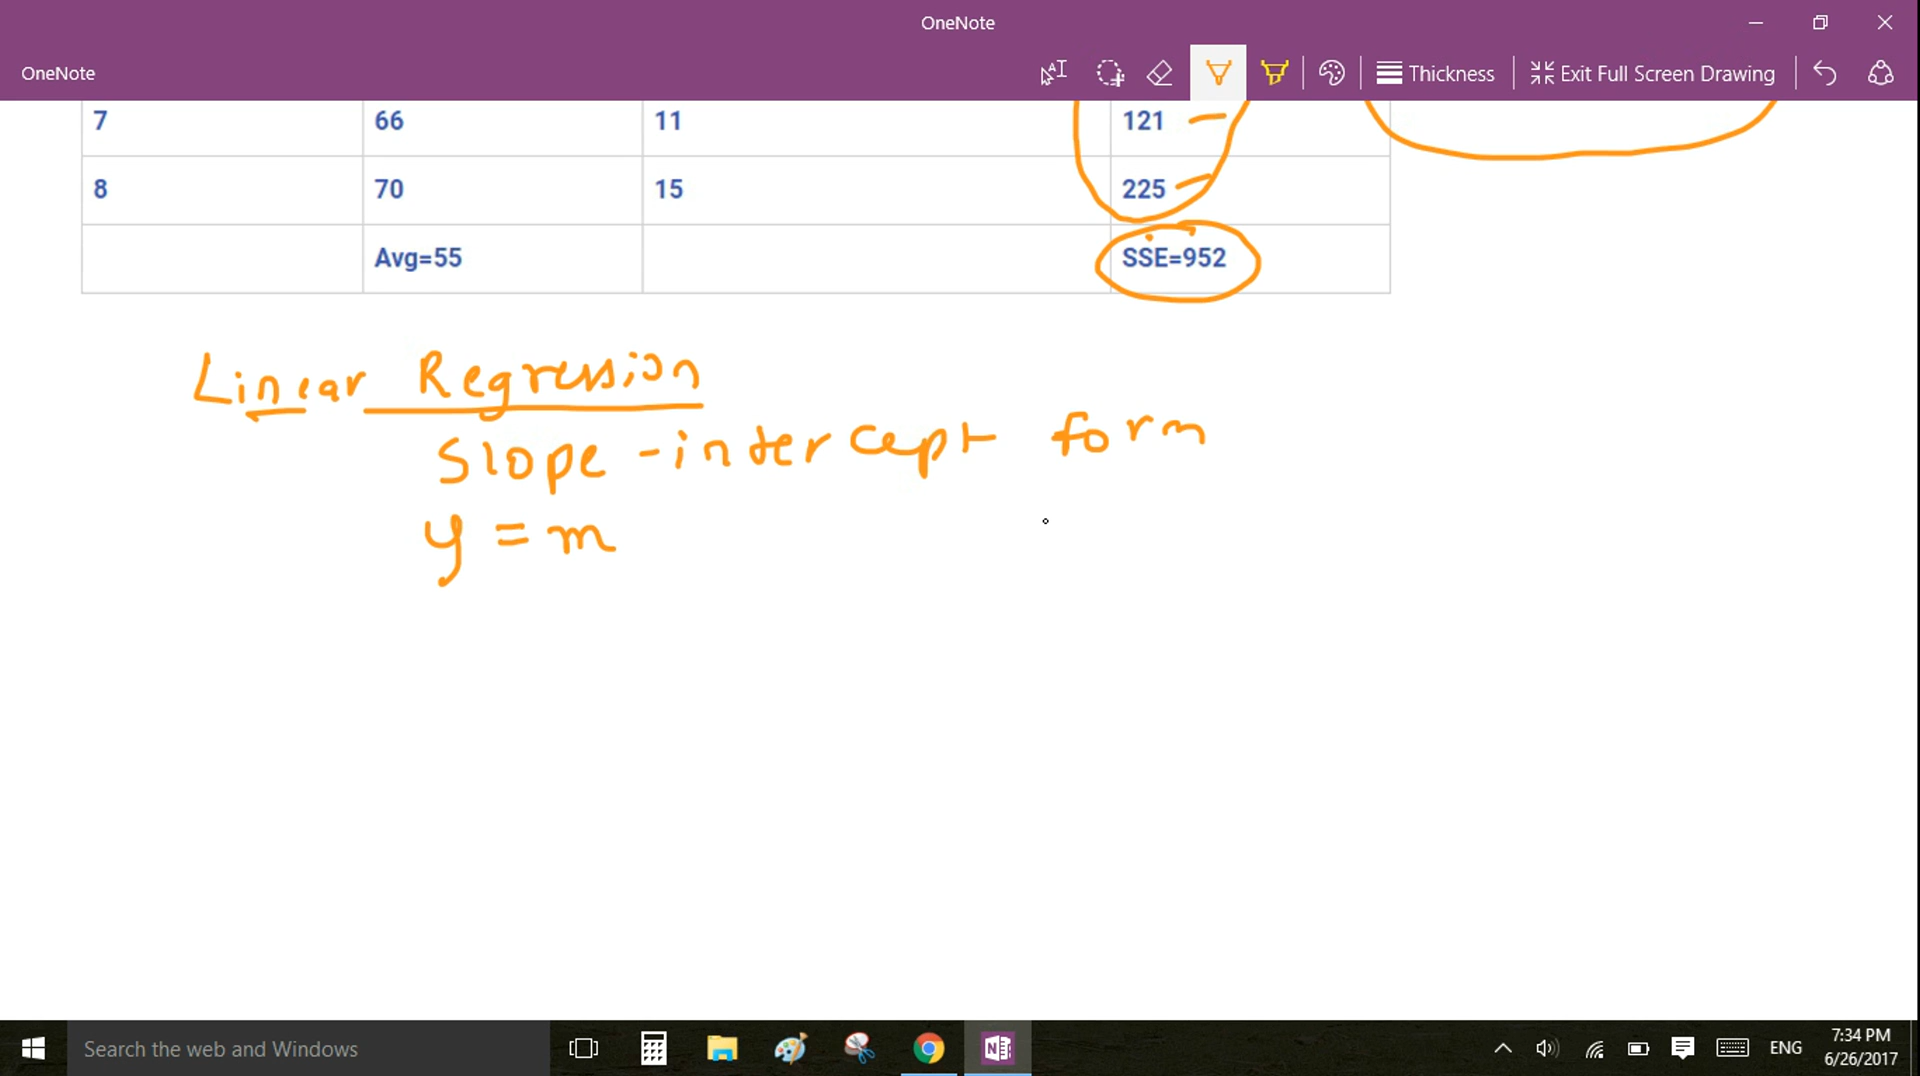 OneNote
OneNote
Thickness
Exit Full Screen Drawing
7 66 11 121
8 70 15 225
Avg=55 SSE=952
Linear Regression
Slope-intercept form
y = m
Search the web and Windows
ENG
7:34 PM
6/26/2017